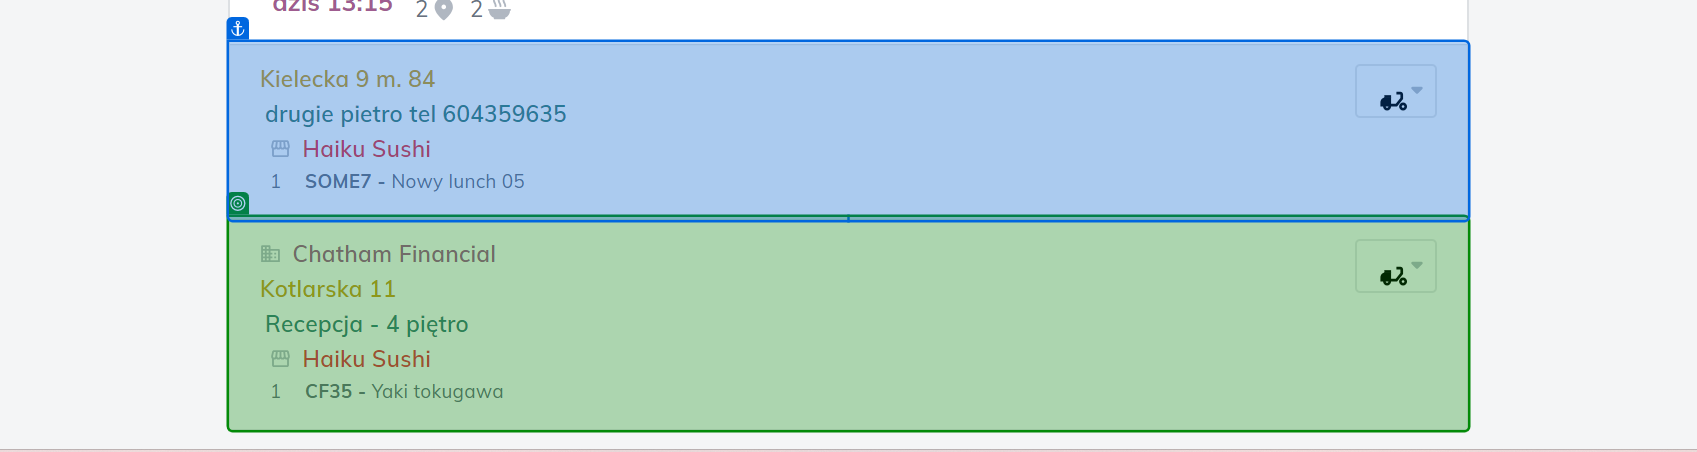 dziś 13:15 2 2
Kielecka 9 m. 84
drugie pietro tel 604359635
Haiku Sushi
1 SOME7 - Nowy lunch 05
Chatham Financial
Kotlarska 11
Recepcja - 4 piętro
Haiku Sushi
1 CF35 - Yaki tokugawa